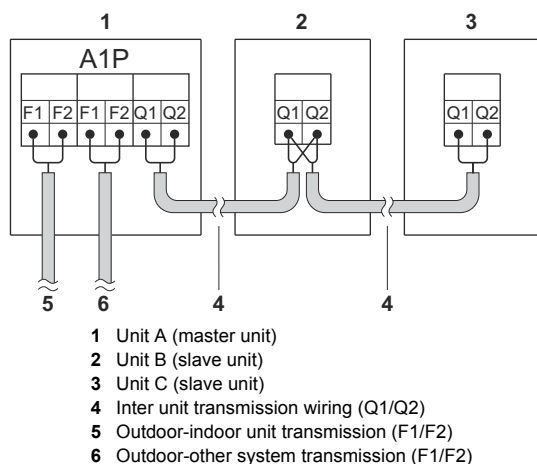 1 2 3
A1P
F1 F2 F1 F2 Q1 Q2 Q1 Q2 Q1 Q2
5 6 4 4
1 Unit A (master unit)
2 Unit B (slave unit)
3 Unit C (slave unit)
4 Inter unit transmission wiring (Q1/Q2)
5 Outdoor-indoor unit transmission (F1/F2)
6 Outdoor-other system transmission (F1/F2)